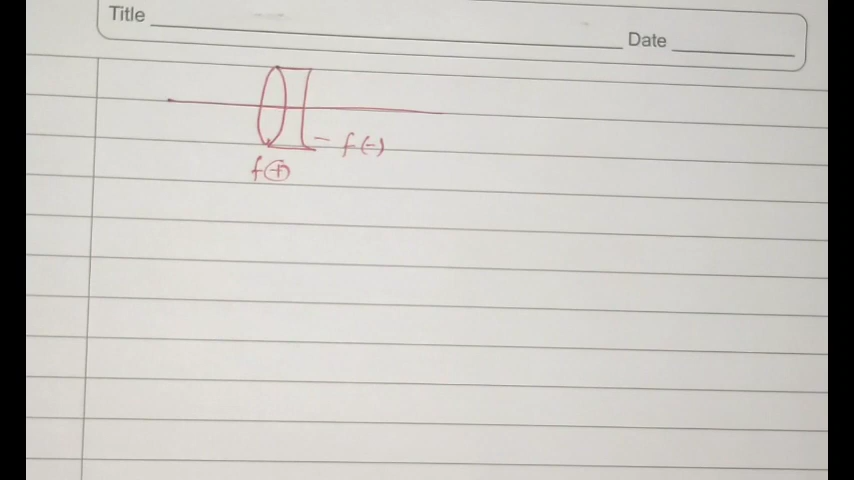 Title
Date
- f(-)
f(+)